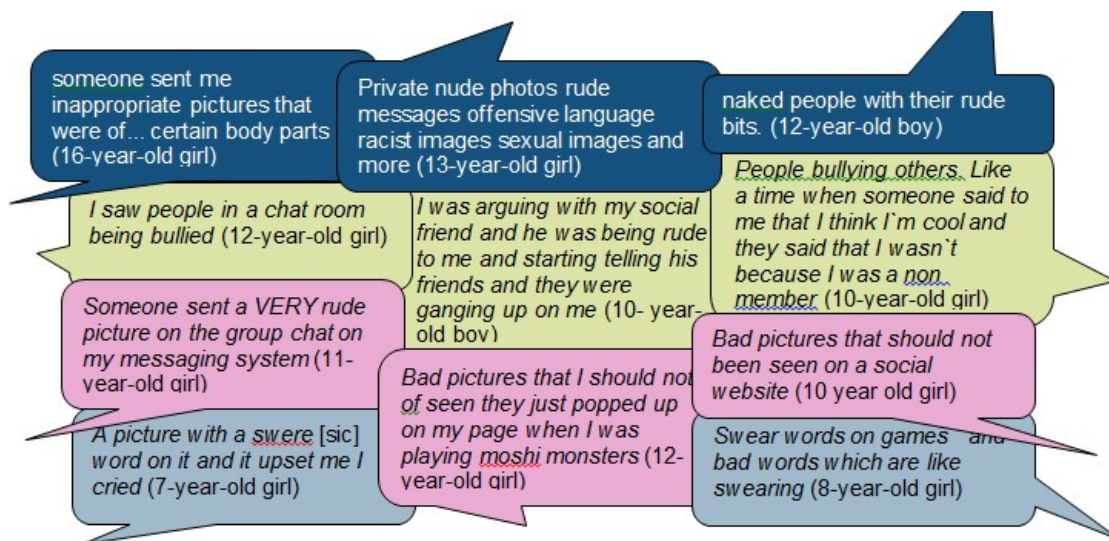 someone sent me
inappropriate pictures that
were of... certain body parts
(16-year-old girl)
Private nude photos rude
messages offensive language
racist images sexual images and
more (13-year-old girl)
naked people with their rude
bits. (12-year-old boy)
I saw people in a chat room
being bullied (12-year-old girl)
I was arguing with my social
friend and he was being rude
to me and starting telling his
friends and they were
ganging up on me (10- year-
old boy)
People bullying others. Like
a time when someone said to
me that I think I`m cool and
they said that I wasn`t
because I was a non
member (10-year-old girl)
Someone sent a VERY rude
picture on the group chat on
my messaging system (11-
year-old girl)
Bad pictures that I should not
of seen they just popped up
on my page when I was
playing moshi monsters (12-
year-old girl)
Bad pictures that should not
been seen on a social
website (10 year old girl)
A picture with a swere [sic]
word on it and it upset me I
cried (7-year-old girl)
Swear words on games and
bad words which are like
swearing (8-year-old girl)